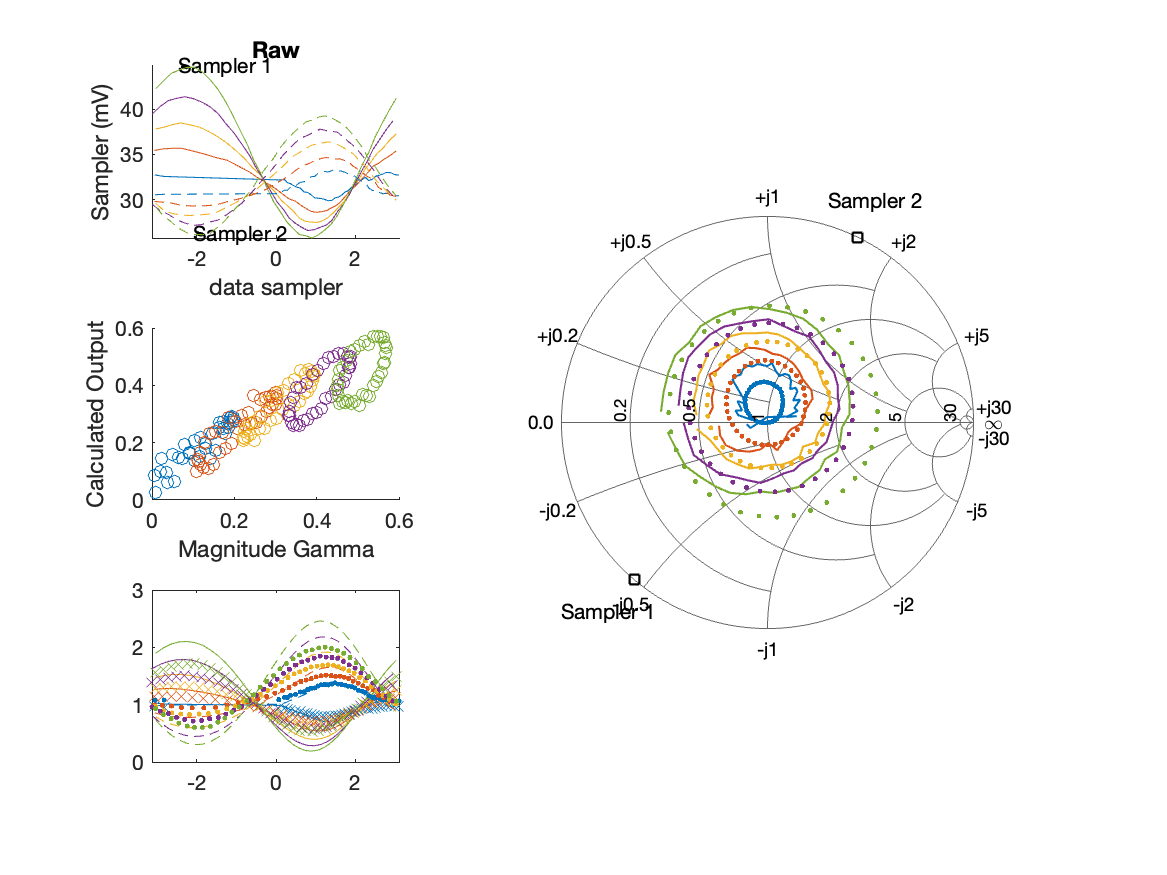 Raw
Sampler 1
Sampler (mV)
40
35
30
Sampler 2
-2 0 2
data sampler
Calculated Output
0.6
0.4
0.2
0
0 0.2 0.4 0.6
Magnitude Gamma
3
2
1
0
-2 0 2
+j1
Sampler 2
+j0.5
+j2
+j0.2
+j5
0.0
0.2
0.5
1
2
5
30
+j30
∞
-j30
-j0.2
-j5
-j0.5
Sampler 1
-j2
-j1